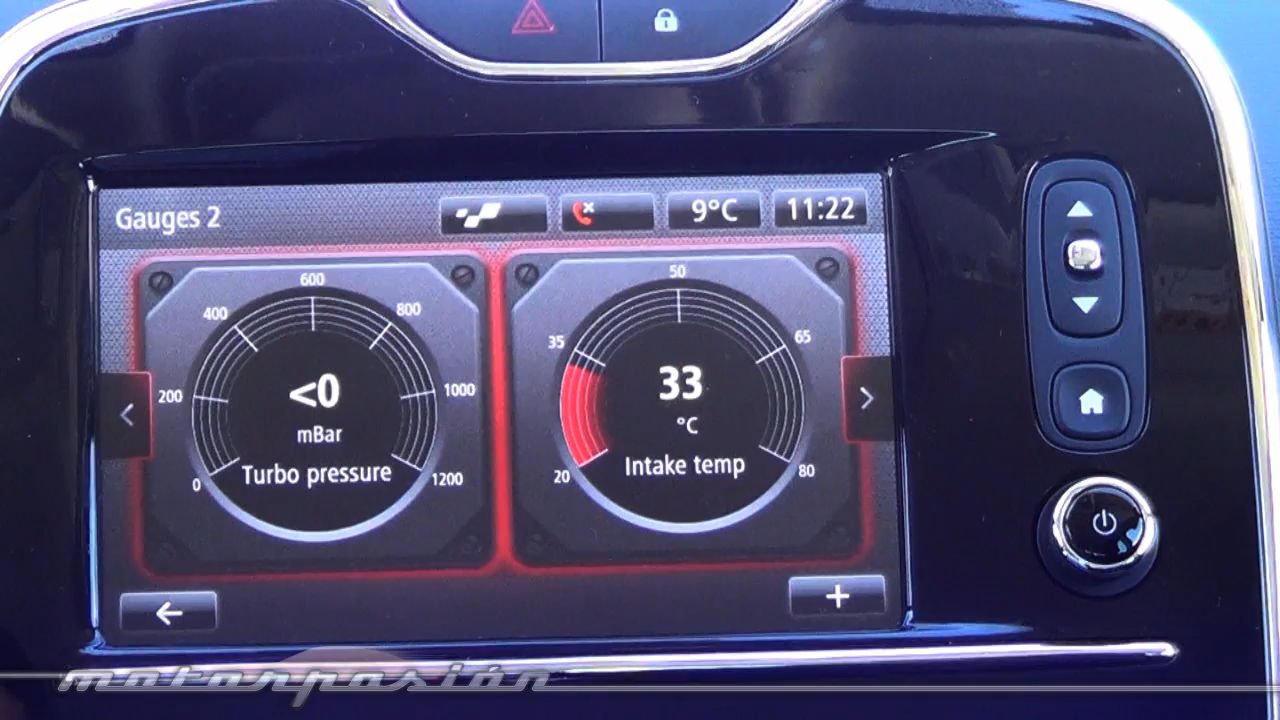 Gauges 2
9°C
11:22
600
400
800
200
1000
0
1200
<0
mBar
Turbo pressure
50
35
65
20
80
33
°C
Intake temp
motorpasión